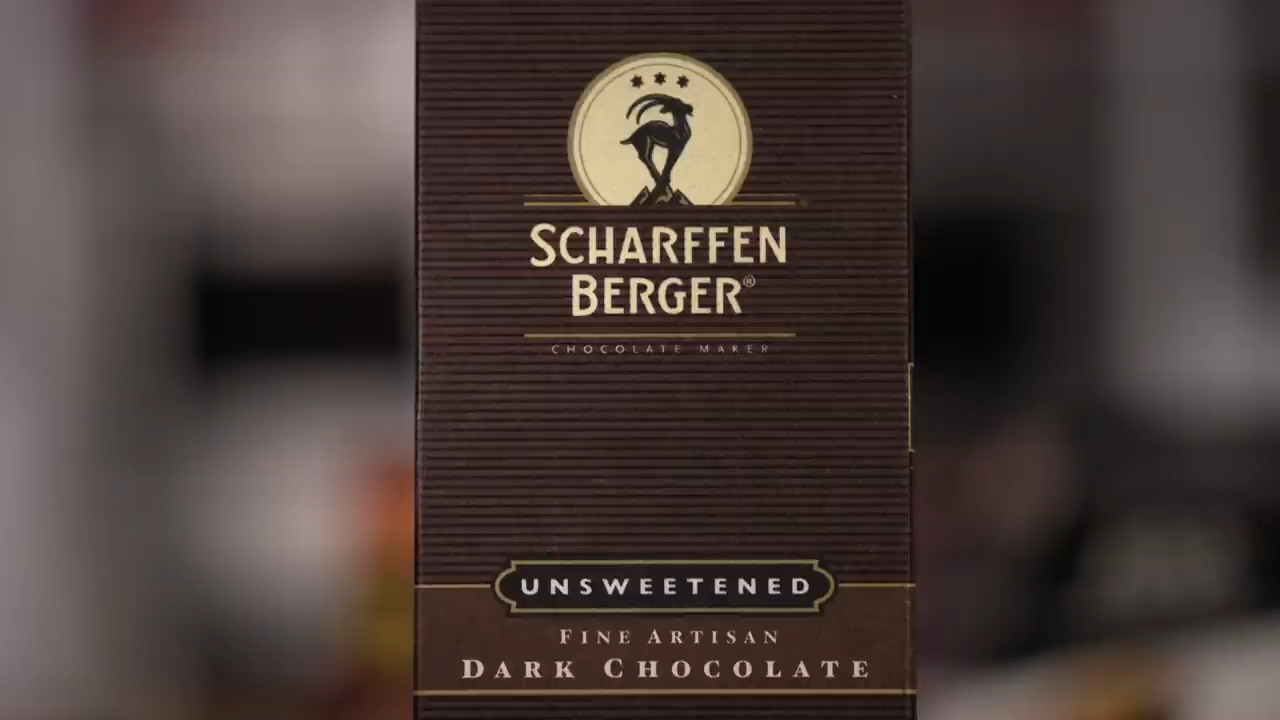 SCHARFFEN
BERGER®
CHOCOLATE MAKER
UNSWEETENED
FINE ARTISAN
DARK CHOCOLATE